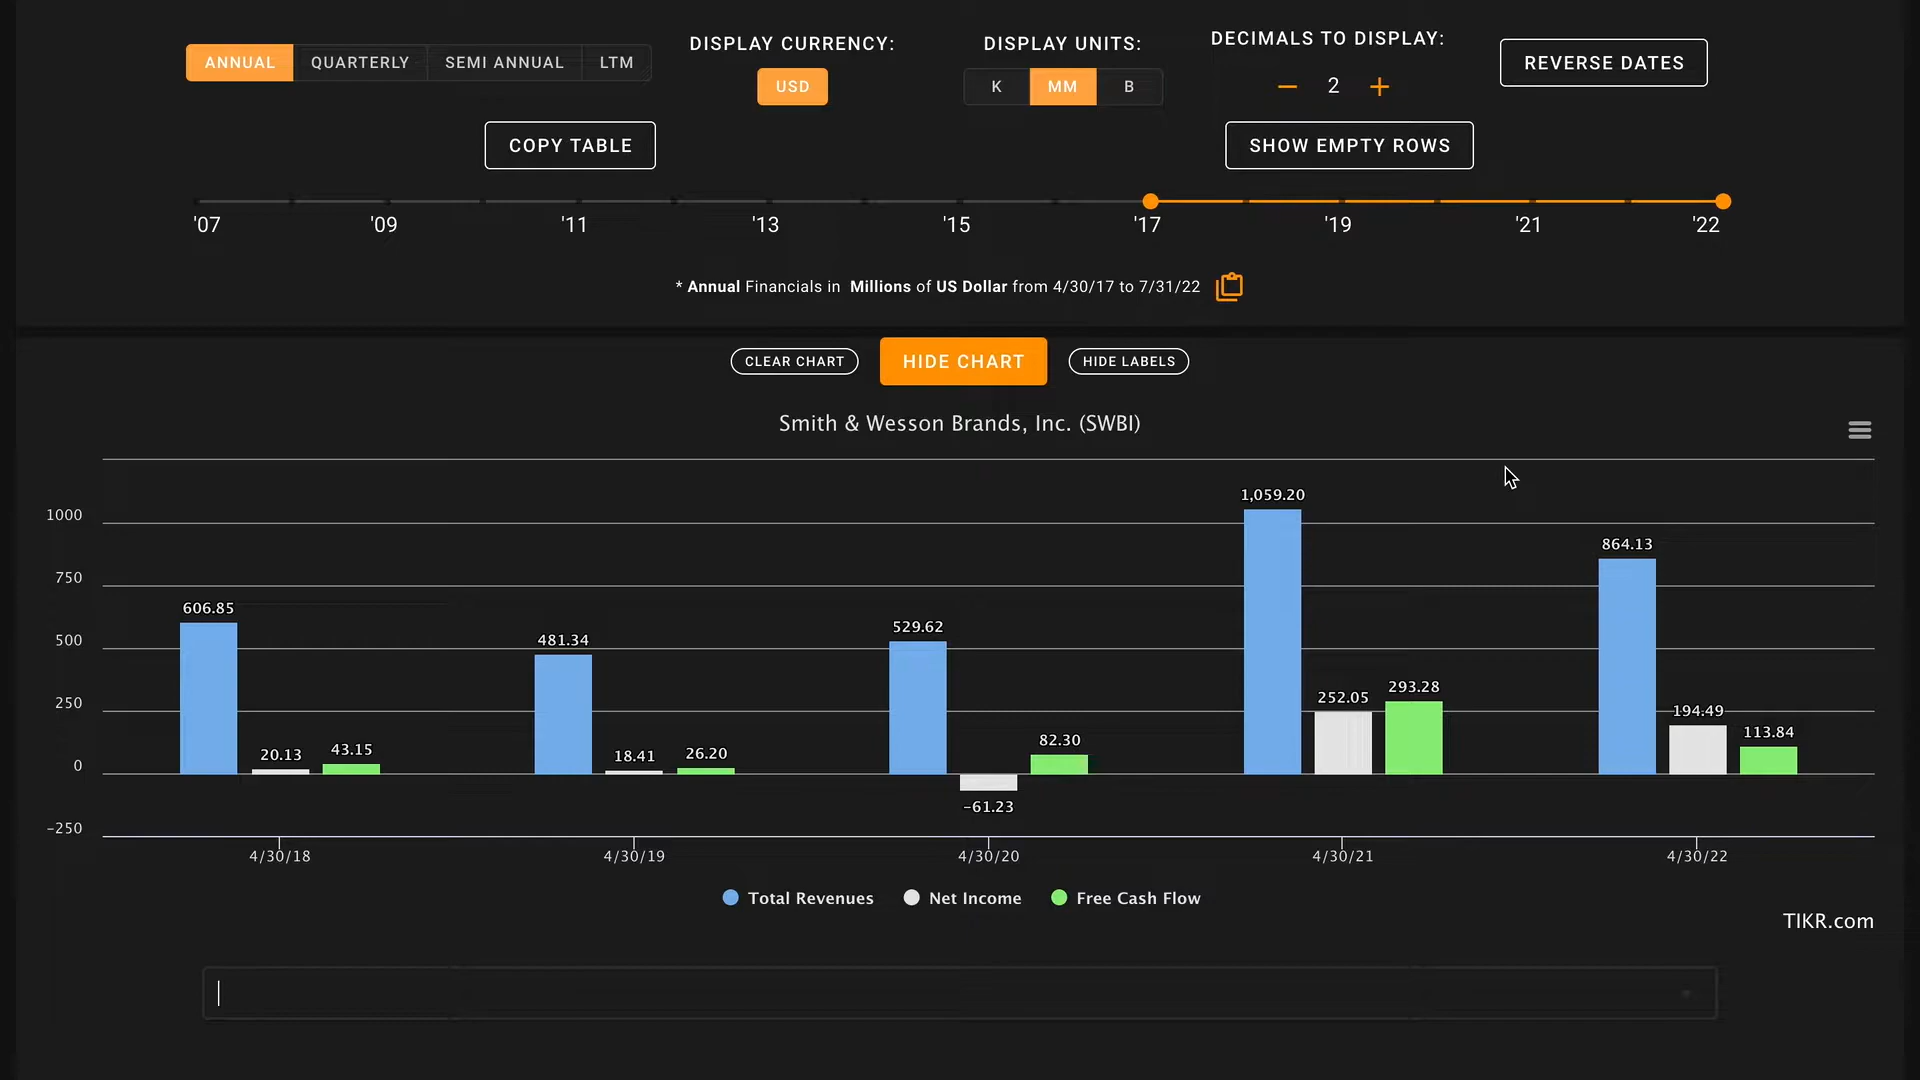 ANNUAL QUARTERLY SEMI ANNUAL LTM
DISPLAY CURRENCY:
USD
DISPLAY UNITS:
K MM B
DECIMALS TO DISPLAY:
− 2 +
REVERSE DATES
COPY TABLE
SHOW EMPTY ROWS
'07 '09 '11 '13 '15 '17 '19 '21 '22
* Annual Financials in Millions of US Dollar from 4/30/17 to 7/31/22
CLEAR CHART
HIDE CHART
HIDE LABELS
Smith & Wesson Brands, Inc. (SWBI)
1000
750
500
250
0
−250
606.85 20.13 43.15
481.34 18.41 26.20
529.62 −61.23 82.30
1,059.20 252.05 293.28
864.13 194.49 113.84
4/30/18 4/30/19 4/30/20 4/30/21 4/30/22
Total Revenues Net Income Free Cash Flow
TIKR.com